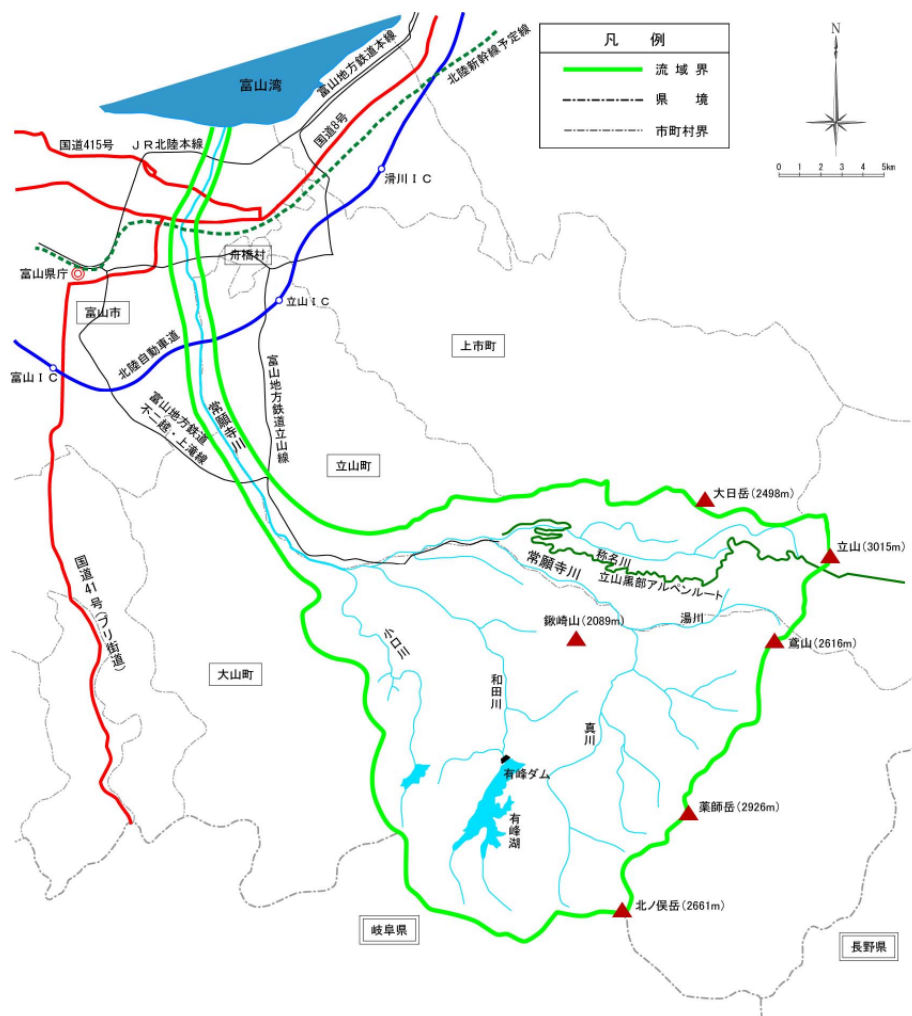 凡 例
流 域 界
県 境
市町村界
N
0 1 2 3 4 5km
富山湾
富山地方鉄道本線
北陸新幹線予定線
国道8号
国道415号
ＪＲ北陸本線
滑川ＩＣ
舟橋村
富山県庁
立山ＩＣ
富山市
上市町
北陸自動車道
富山ＩＣ
富山地方鉄道立山線
富山地方鉄道
不二越・上滝線
常願寺川
立山町
大日岳(2498m)
立山(3015m)
称名川
立山黒部アルペンルート
常願寺川
湯川
鍬崎山(2089m)
鳶山(2616m)
国道41号(ブリ街道)
小口川
大山町
和田川
真川
有峰ダム
有峰湖
薬師岳(2926m)
北ノ俣岳(2661m)
岐阜県
長野県